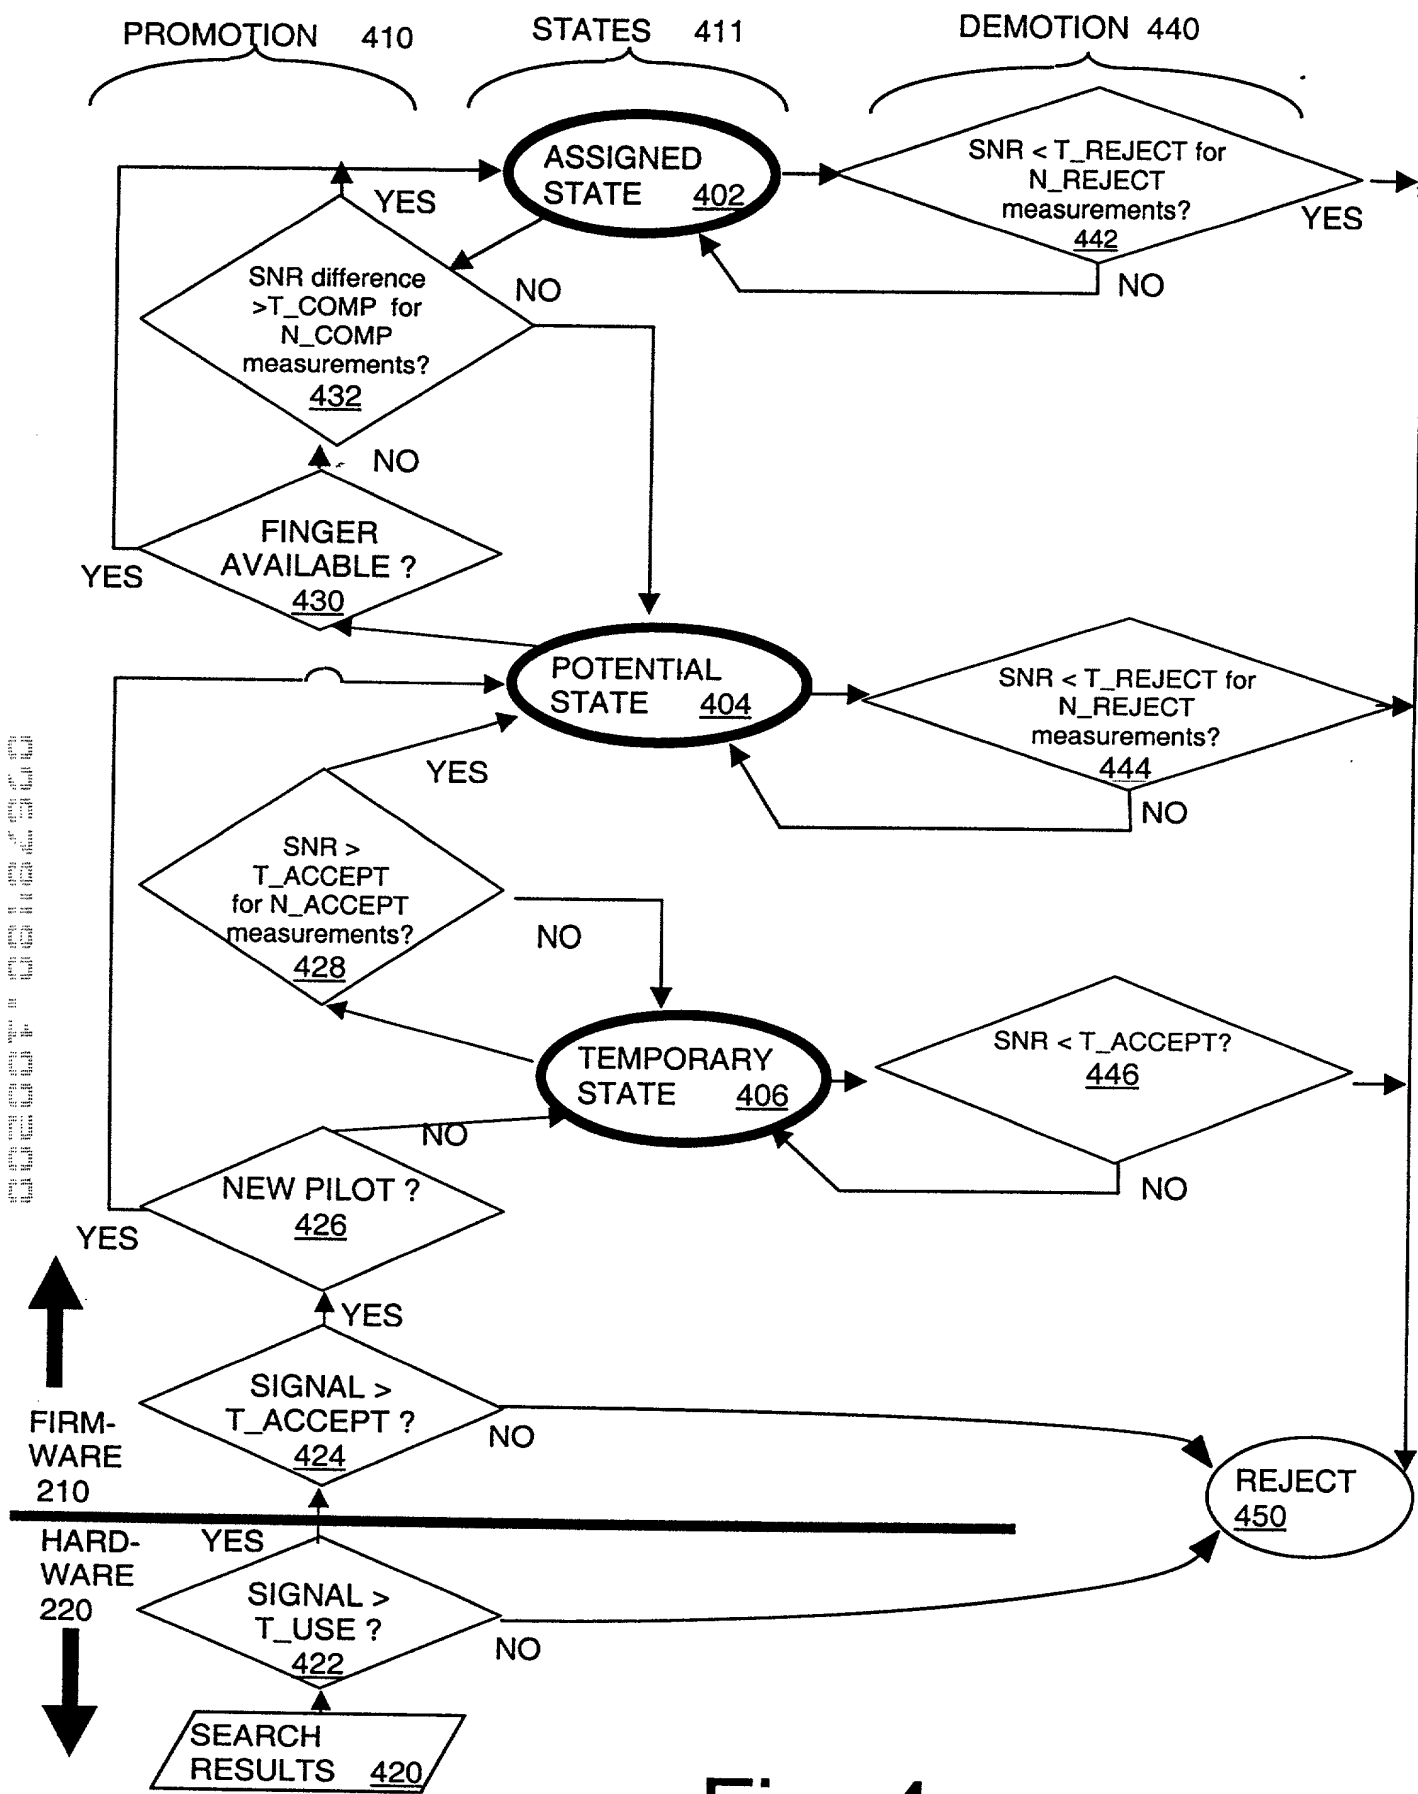 PROMOTION 410
STATES 411
DEMOTION 440
ASSIGNED
STATE 402
SNR < T_REJECT for
N_REJECT
measurements?
442
YES
NO
YES
SNR difference
>T_COMP for
N_COMP
measurements?
432
NO
NO
FINGER
AVAILABLE ?
430
YES
POTENTIAL
STATE 404
SNR < T_REJECT for
N_REJECT
measurements?
444
NO
YES
SNR >
T_ACCEPT
for N_ACCEPT
measurements?
428
NO
TEMPORARY
STATE 406
SNR < T_ACCEPT?
446
NO
NO
NEW PILOT ?
426
YES
YES
SIGNAL >
T_ACCEPT ?
424
NO
FIRM-
WARE
210
REJECT
450
HARD-
WARE
220
YES
SIGNAL >
T_USE ?
422
NO
SEARCH
RESULTS 420